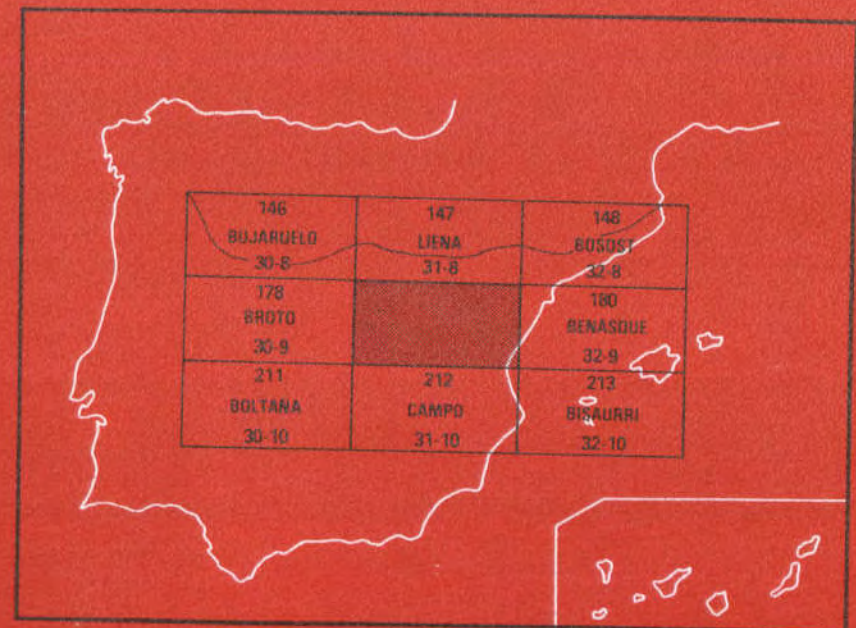 146
BUJARUELO
30-8
147
LIENA
31-8
148
BOSOST
32-8
178
BROTO
30-9
180
BENASQUE
32-9
211
BOLTAÑA
30-10
212
CAMPO
31-10
213
BISAURRI
32-10